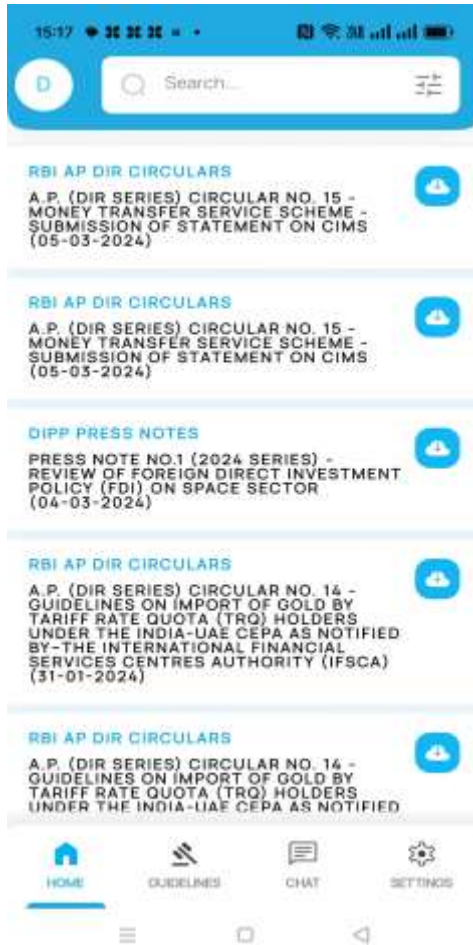 15:17
D
Search...
RBI AP DIR CIRCULARS
A.P. (DIR SERIES) CIRCULAR NO. 15 -
MONEY TRANSFER SERVICE SCHEME -
SUBMISSION OF STATEMENT ON CIMS
(05-03-2024)
RBI AP DIR CIRCULARS
A.P. (DIR SERIES) CIRCULAR NO. 15 -
MONEY TRANSFER SERVICE SCHEME -
SUBMISSION OF STATEMENT ON CIMS
(05-03-2024)
DIPP PRESS NOTES
PRESS NOTE NO.1 (2024 SERIES) -
REVIEW OF FOREIGN DIRECT INVESTMENT
POLICY (FDI) ON SPACE SECTOR
(04-03-2024)
RBI AP DIR CIRCULARS
A.P. (DIR SERIES) CIRCULAR NO. 14 -
GUIDELINES ON IMPORT OF GOLD BY
TARIFF RATE QUOTA (TRQ) HOLDERS
UNDER THE INDIA-UAE CEPA AS NOTIFIED
BY-THE INTERNATIONAL FINANCIAL
SERVICES CENTRES AUTHORITY (IFSCA)
(31-01-2024)
RBI AP DIR CIRCULARS
A.P. (DIR SERIES) CIRCULAR NO. 14 -
GUIDELINES ON IMPORT OF GOLD BY
TARIFF RATE QUOTA (TRQ) HOLDERS
UNDER THE INDIA-UAE CEPA AS NOTIFIED
HOME GUIDELINES CHAT SETTINGS